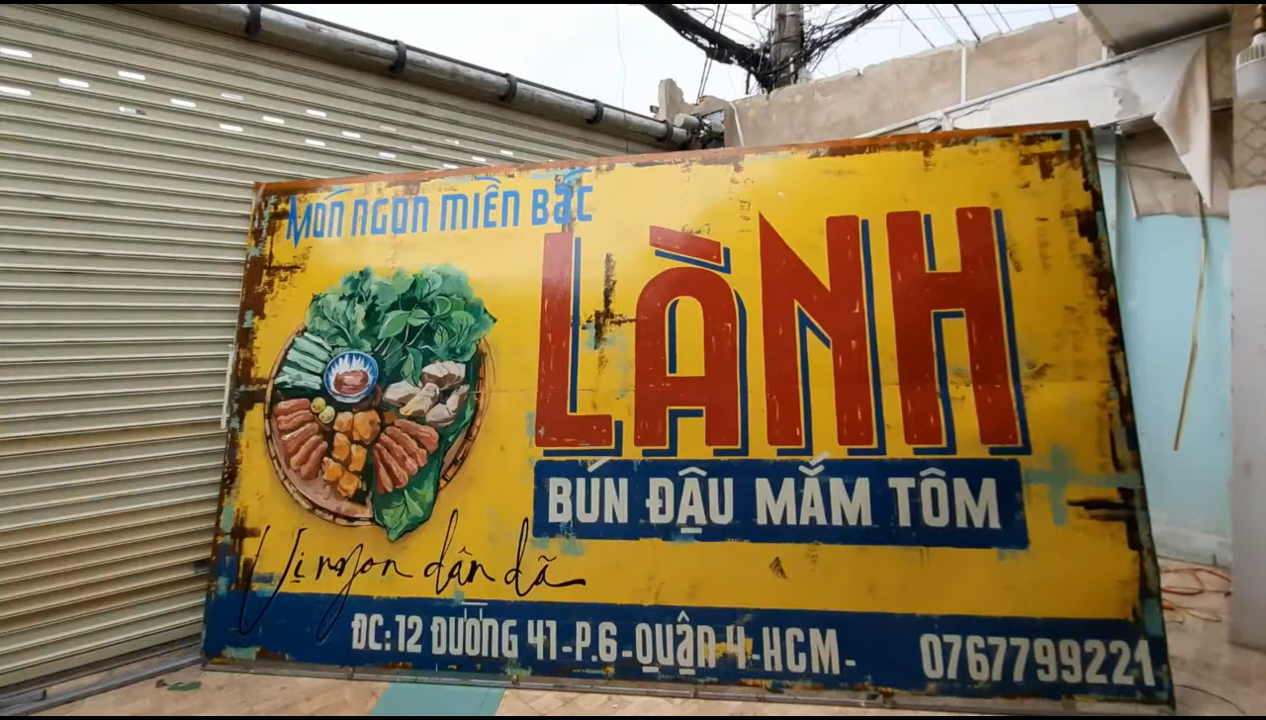 MÓN NGON MIỀN BẮC
LÀNH
BÚN ĐẬU MẮM TÔM
Vị ngon dân dã
ĐC: 12 ĐƯỜNG 41 - P.6 - QUẬN 4 - HCM - 0767799221